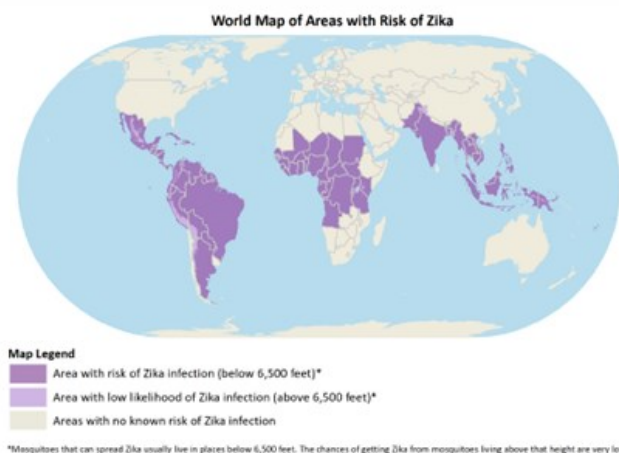 World Map of Areas with Risk of Zika
Map Legend
Area with risk of Zika infection (below 6,500 feet)*
Area with low likelihood of Zika infection (above 6,500 feet)*
Areas with no known risk of Zika infection
*Mosquitoes that can spread Zika usually live in places below 6,500 feet. The chances of getting Zika from mosquitoes living above that height are very